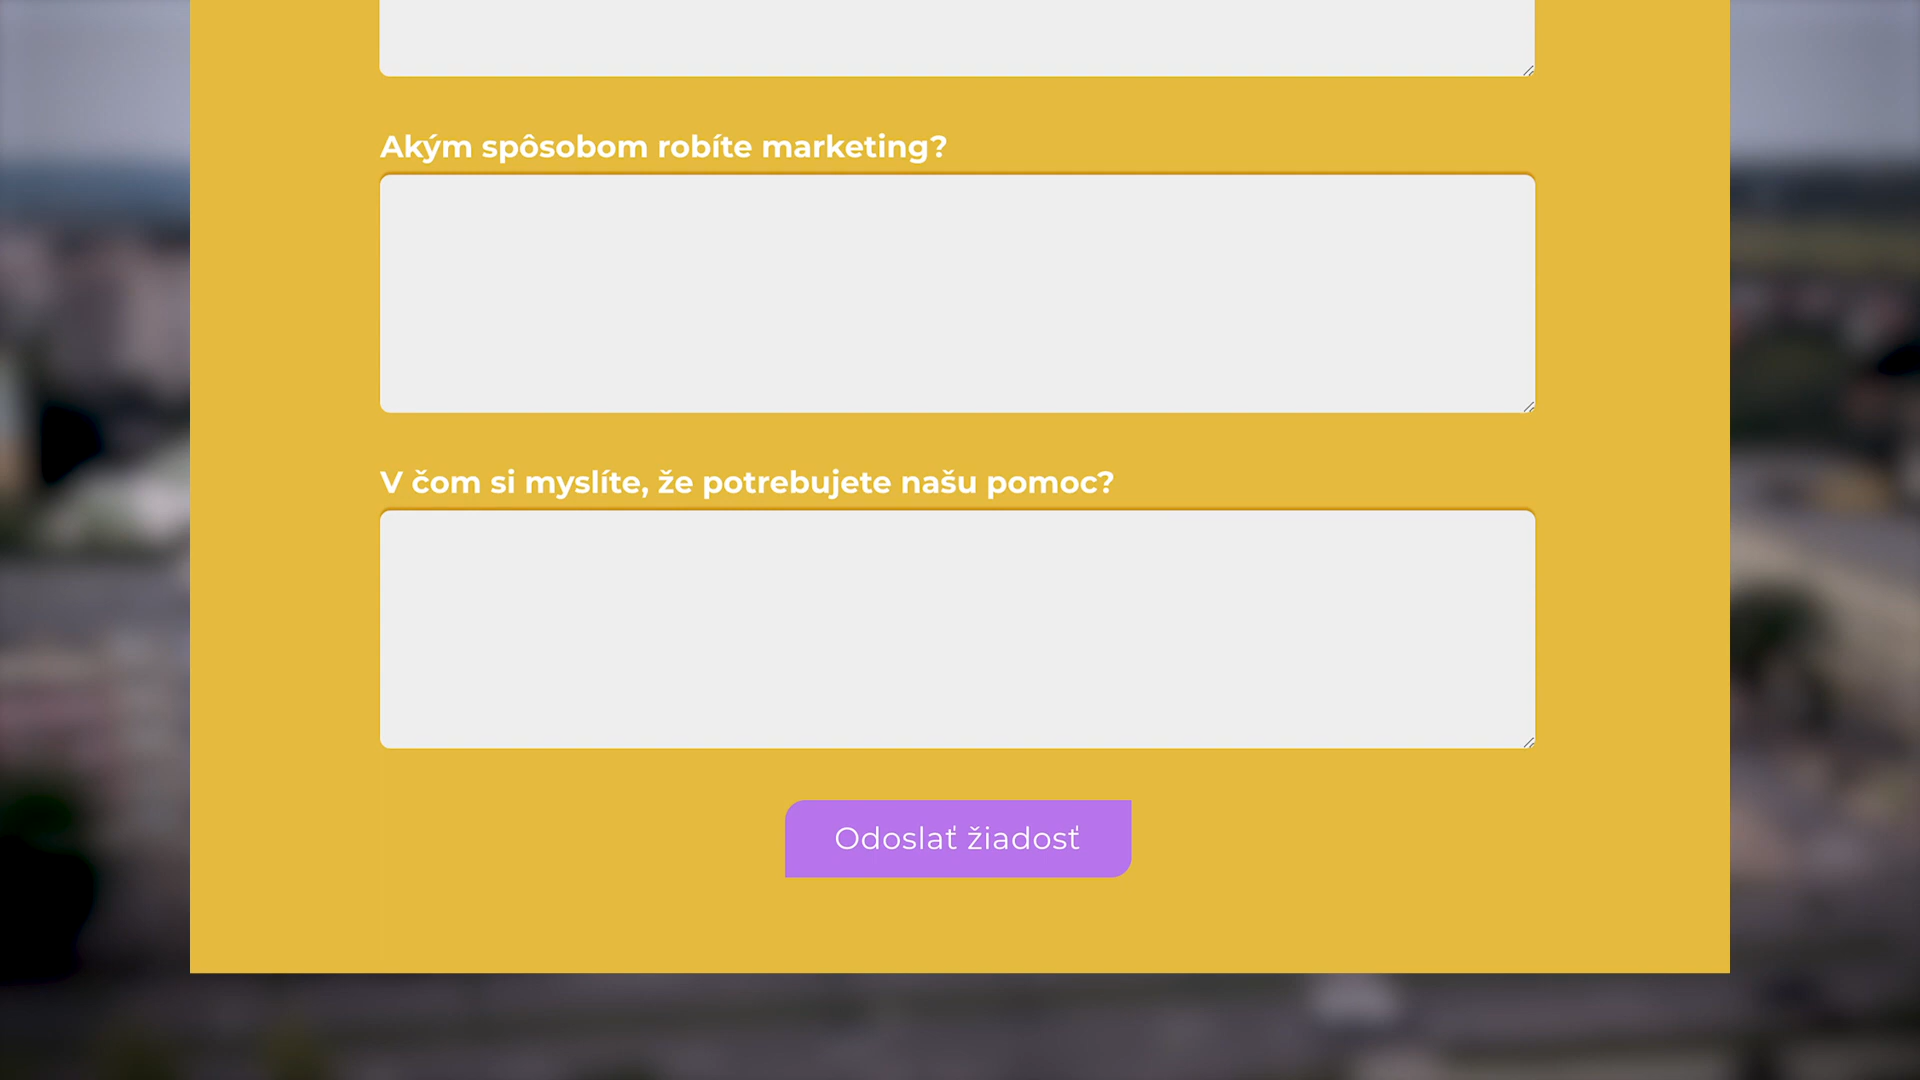 Akým spôsobom robíte marketing?
V čom si myslíte, že potrebujete našu pomoc?
Odoslať žiadosť